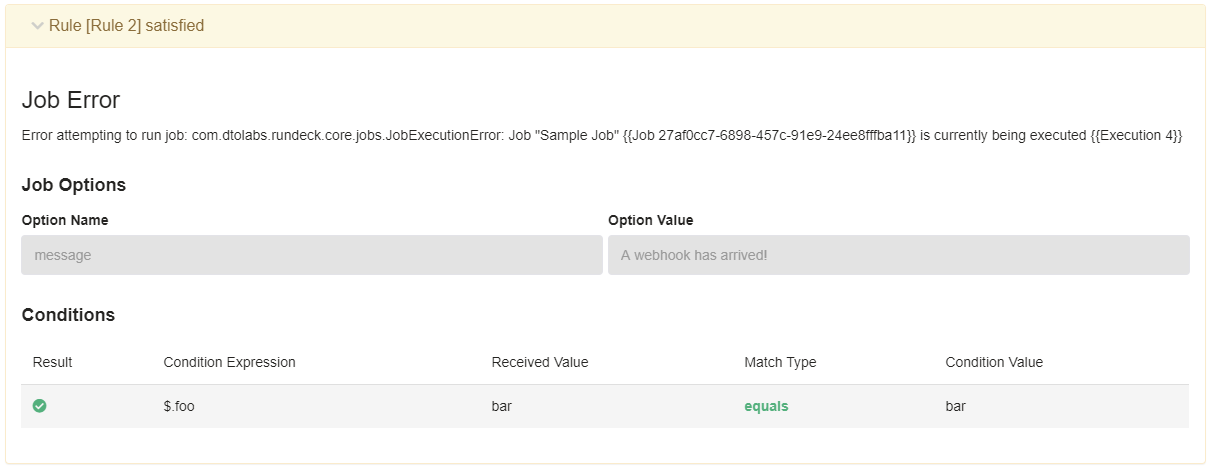 Rule [Rule 2] satisfied
Job Error
Error attempting to run job: com.dtolabs.rundeck.core.jobs.JobExecutionError: Job "Sample Job" {{Job 27af0cc7-6898-457c-91e9-24ee8fffba11}} is currently being executed {{Execution 4}}
Job Options
Option Name Option Value
message A webhook has arrived!
Conditions
Result Condition Expression Received Value Match Type Condition Value
$.foo bar equals bar